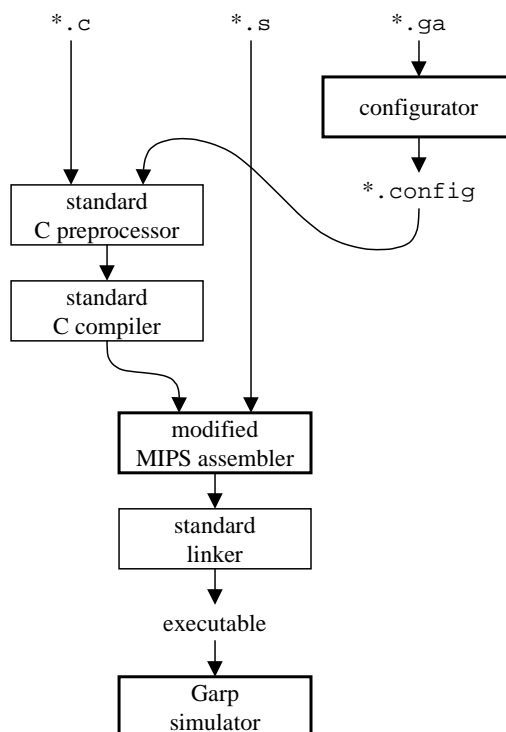 *.c
*.s
*.ga
configurator
*.config
standard
C preprocessor
standard
C compiler
modified
MIPS assembler
standard
linker
executable
Garp
simulator